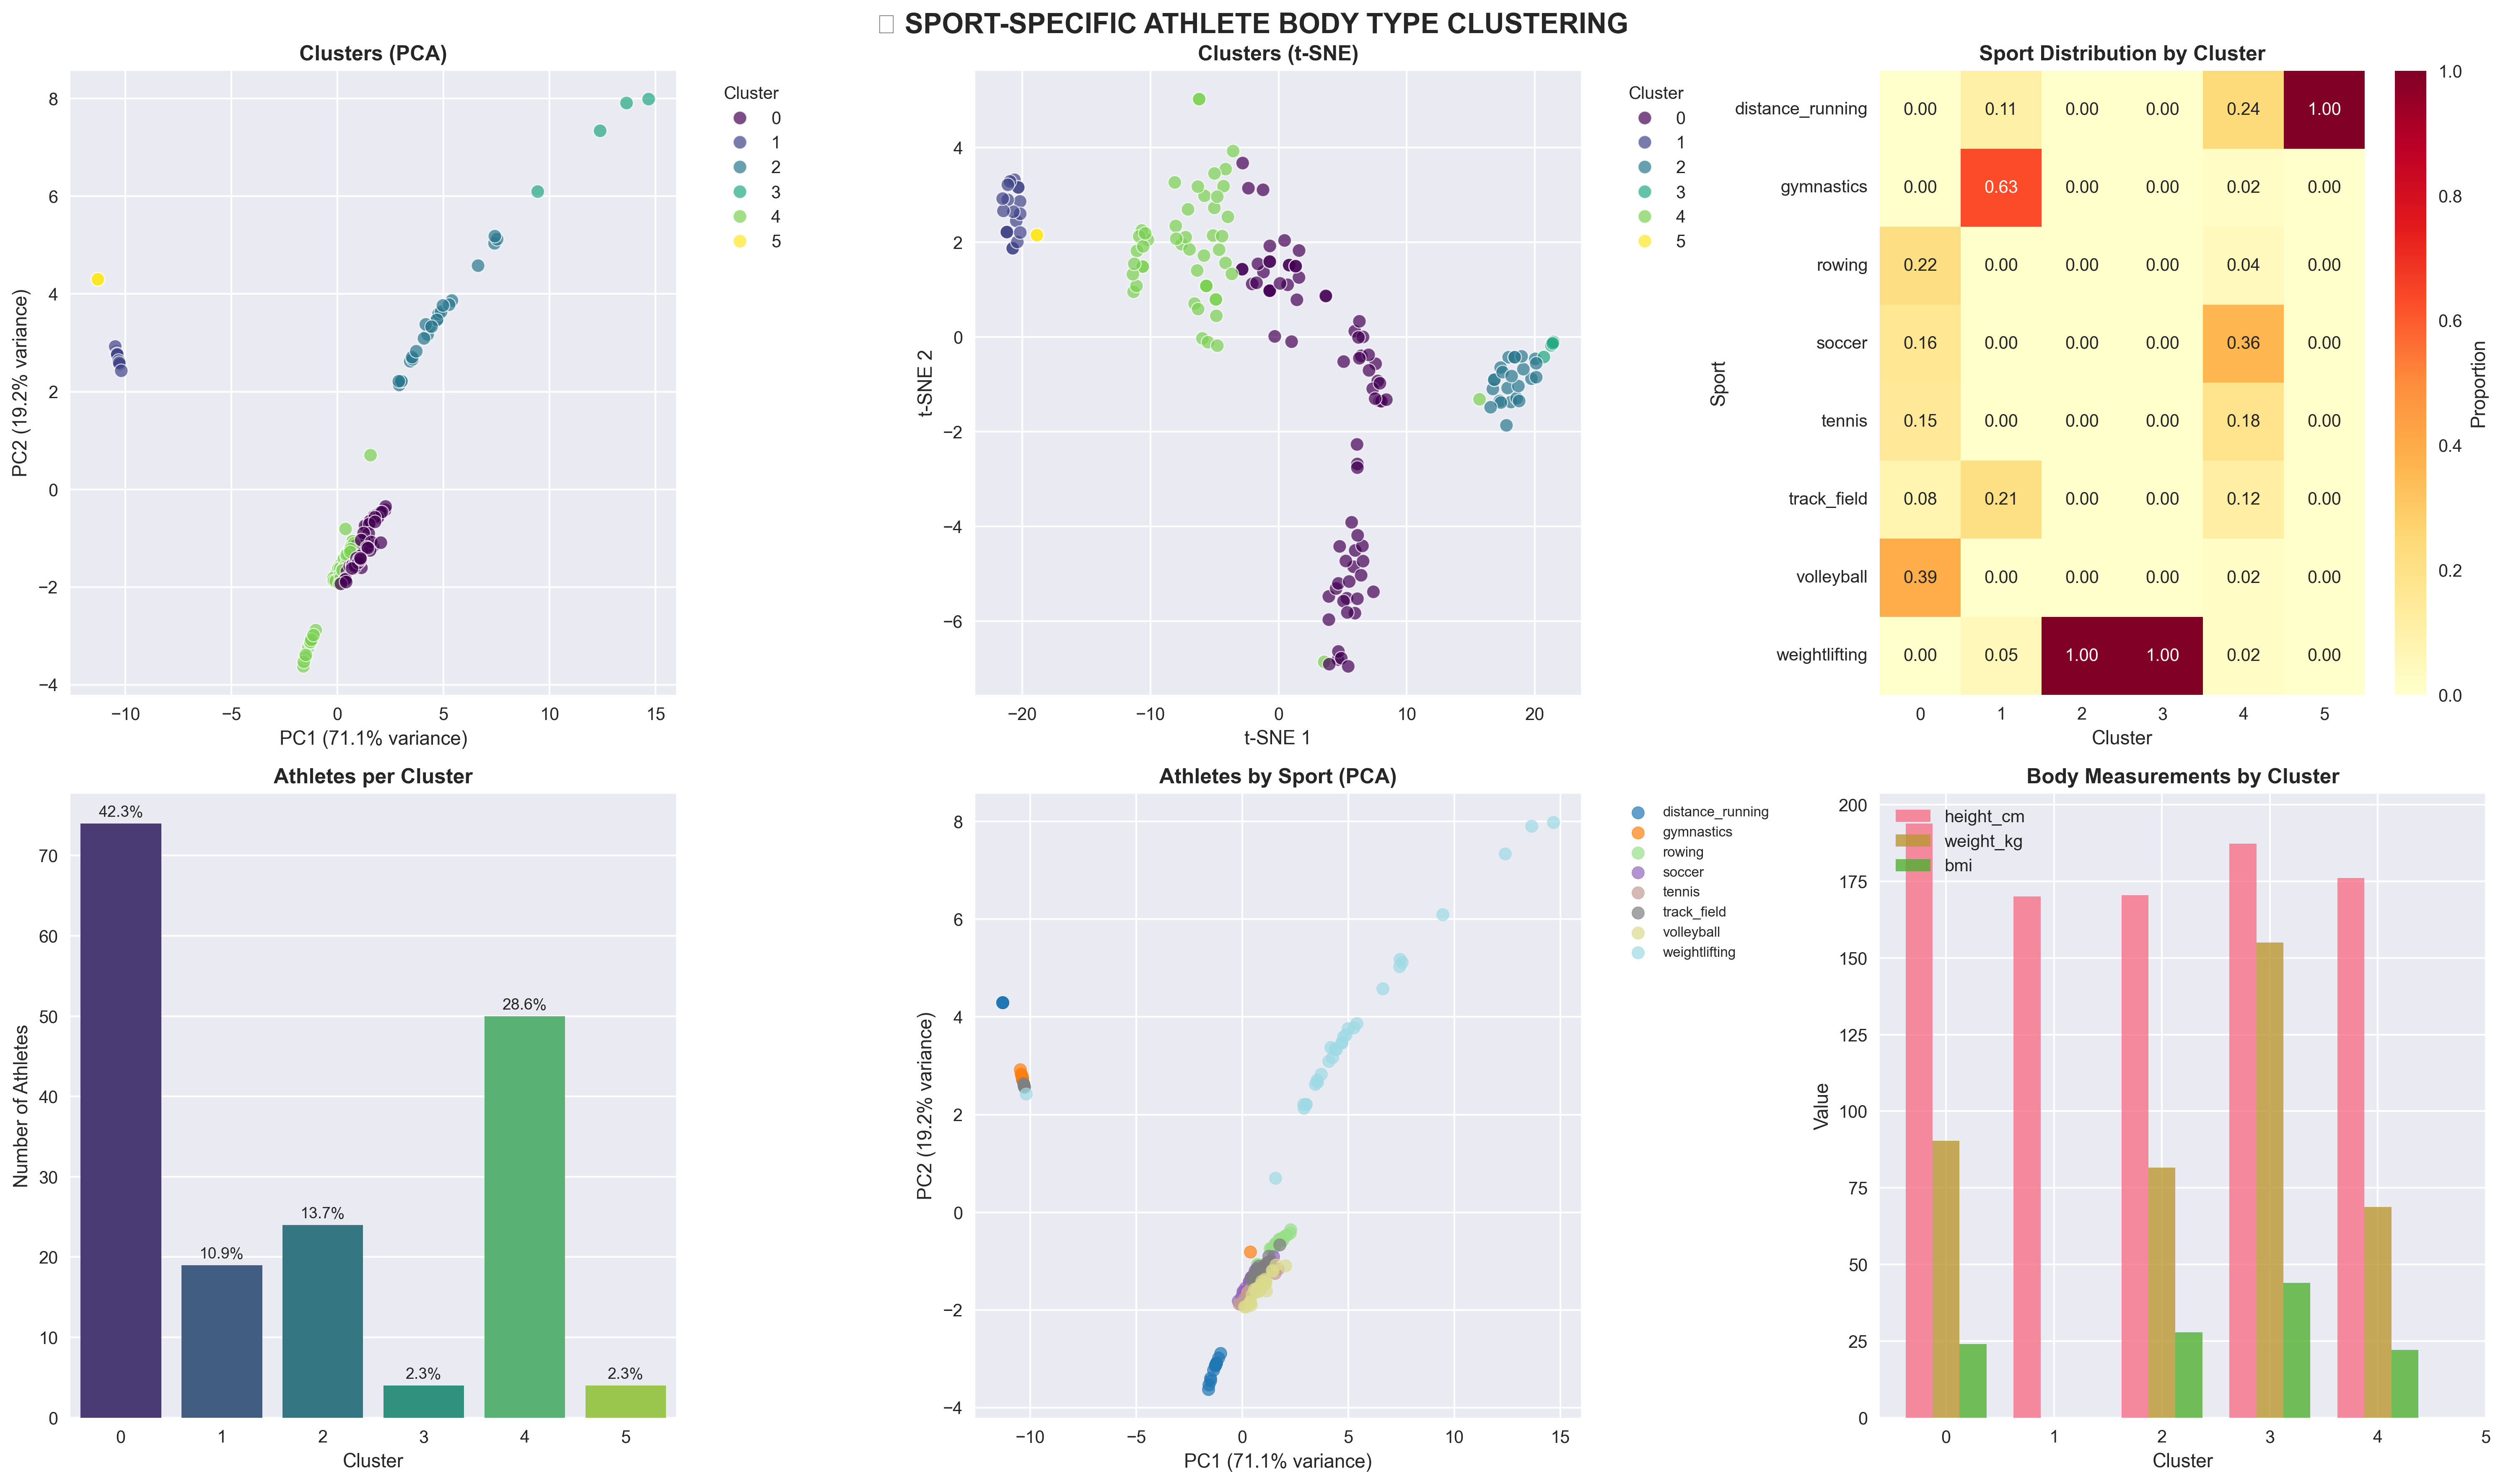 SPORT-SPECIFIC ATHLETE BODY TYPE CLUSTERING
Clusters (PCA)
8
6
4
2
0
−2
−4
−10
−5
0
5
10
15
PC1 (71.1% variance)
PC2 (19.2% variance)
Cluster
0
1
2
3
4
5
Clusters (t-SNE)
4
2
0
−2
−4
−6
−20
−10
0
10
20
t-SNE 1
t-SNE 2
Cluster
0
1
2
3
4
5
Sport Distribution by Cluster
Sport
distance_running 0.00 0.11 0.00 0.00 0.24 1.00
gymnastics 0.00 0.63 0.00 0.00 0.02 0.00
rowing 0.22 0.00 0.00 0.00 0.04 0.00
soccer 0.16 0.00 0.00 0.00 0.36 0.00
tennis 0.15 0.00 0.00 0.00 0.18 0.00
track_field 0.08 0.21 0.00 0.00 0.12 0.00
volleyball 0.39 0.00 0.00 0.00 0.02 0.00
weightlifting 0.00 0.05 1.00 1.00 0.02 0.00
0 1 2 3 4 5
Cluster
1.0
0.8
0.6
0.4
0.2
0.0
Proportion
Athletes per Cluster
Number of Athletes
70
60
50
40
30
20
10
0
42.3%
10.9%
13.7%
2.3%
28.6%
2.3%
0 1 2 3 4 5
Cluster
Athletes by Sport (PCA)
PC2 (19.2% variance)
8
6
4
2
0
−2
−4
−10
−5
0
5
10
15
PC1 (71.1% variance)
distance_running
gymnastics
rowing
soccer
tennis
track_field
volleyball
weightlifting
Body Measurements by Cluster
Value
200
175
150
125
100
75
50
25
0
height_cm
weight_kg
bmi
0 1 2 3 4 5
Cluster